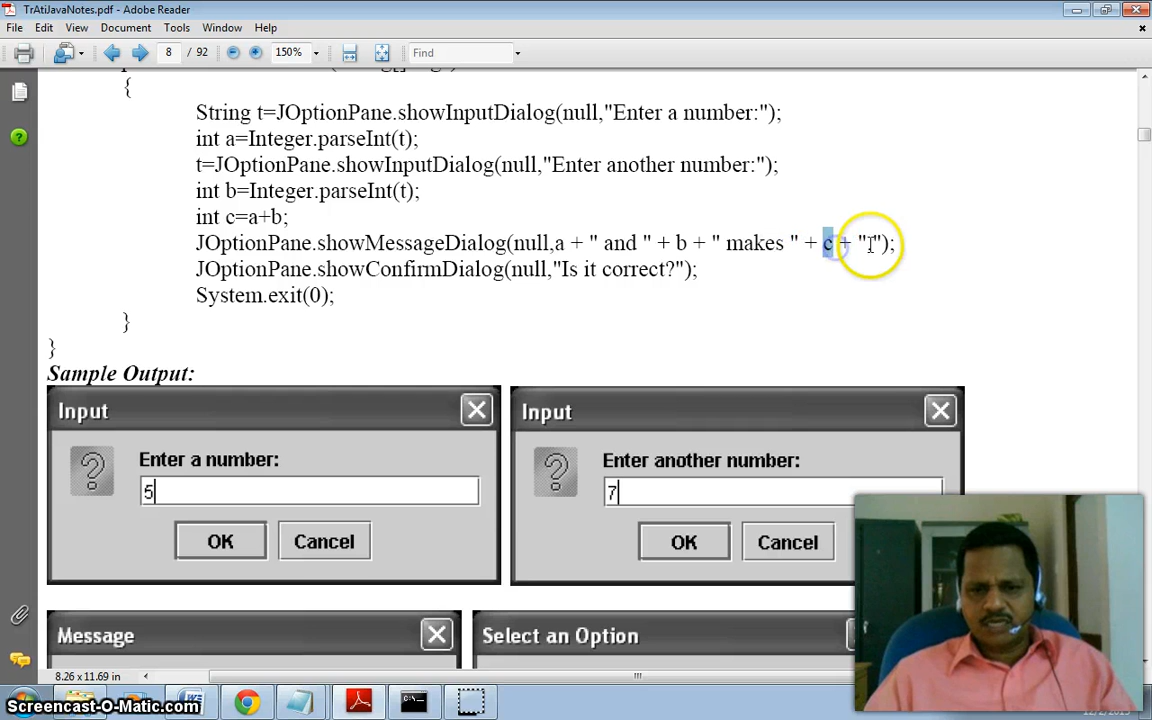 TrAtiJavaNotes.pdf - Adobe Reader
File Edit View Document Tools Window Help
8 / 92 150% Find
{
String t=JOptionPane.showInputDialog(null,"Enter a number:");
int a=Integer.parseInt(t);
t=JOptionPane.showInputDialog(null,"Enter another number:");
int b=Integer.parseInt(t);
int c=a+b;
JOptionPane.showMessageDialog(null,a + " and " + b + " makes " + c + ".");
JOptionPane.showConfirmDialog(null,"Is it correct?");
System.exit(0);
}
}
Sample Output:
Input Input
Enter a number: Enter another number:
5 7
OK Cancel OK Cancel
Message Select an Option
8.26 x 11.69 in
Screencast-O-Matic.com